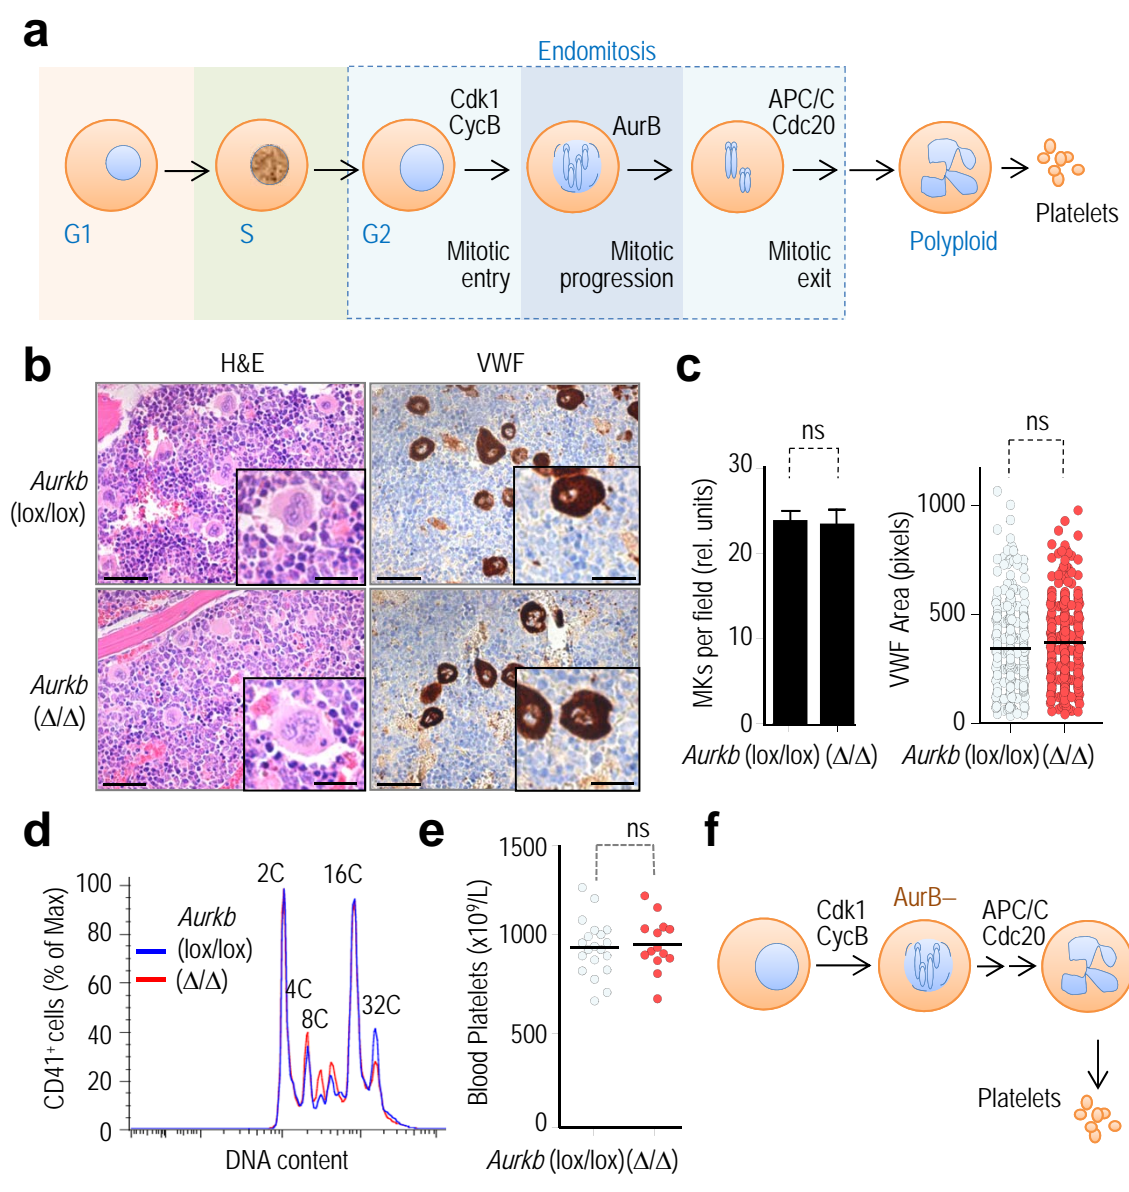 a
Endomitosis
Cdk1
CycB
AurB
APC/C
Cdc20
G1
S
G2
Mitotic
entry
Mitotic
progression
Mitotic
exit
Polyploid
Platelets
b
H&E
VWF
Aurkb
(lox/lox)
Aurkb
(Δ/Δ)
c
ns
MKs per field (rel. units)
30
20
10
0
Aurkb (lox/lox) (Δ/Δ)
ns
VWF Area (pixels)
1000
500
0
Aurkb (lox/lox) (Δ/Δ)
d
CD41+ cells (% of Max)
100
80
60
40
20
0
Aurkb
(lox/lox)
(Δ/Δ)
2C
4C
8C
16C
32C
DNA content
e
ns
Blood Platelets (x10⁹/L)
1500
1000
500
0
Aurkb (lox/lox) (Δ/Δ)
f
Cdk1
CycB
AurB–
APC/C
Cdc20
Platelets